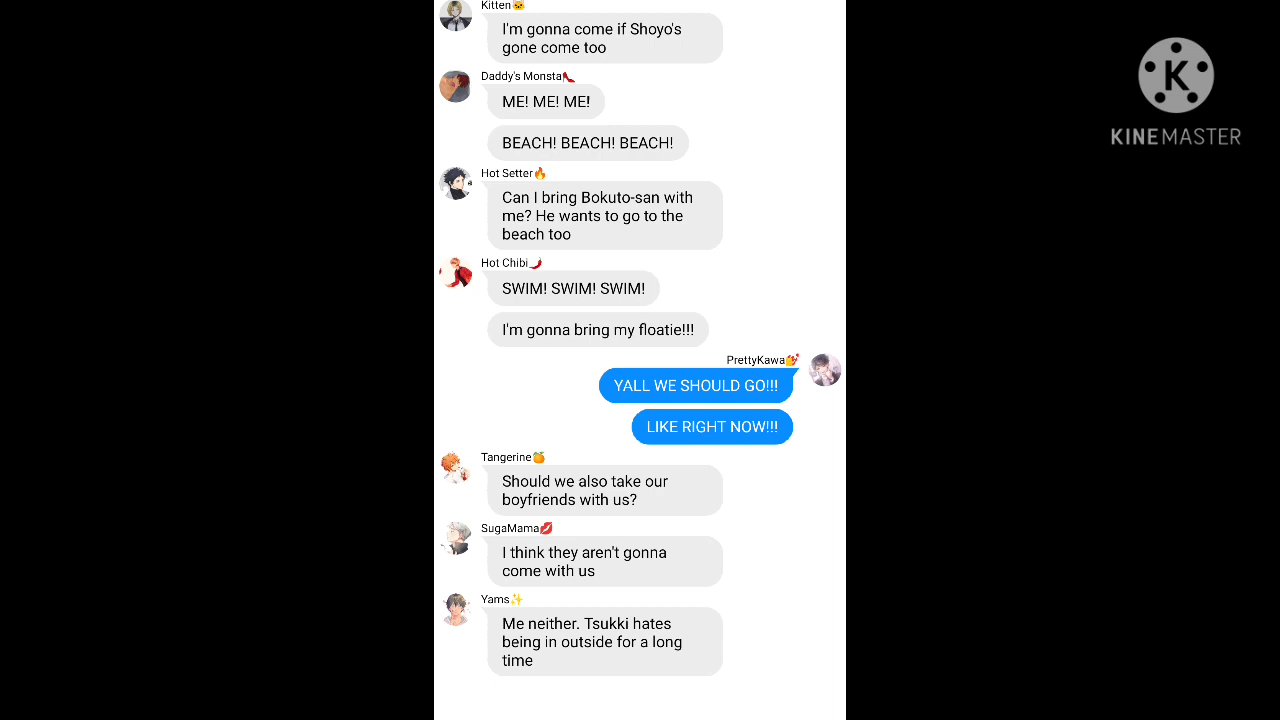 Kitten🐱
I'm gonna come if Shoyo's
gone come too
Daddy's Monsta👠
ME! ME! ME!
BEACH! BEACH! BEACH!
Hot Setter🔥
Can I bring Bokuto-san with
me? He wants to go to the
beach too
Hot Chibi🌶️
SWIM! SWIM! SWIM!
I'm gonna bring my floatie!!!
PrettyKawa💅
YALL WE SHOULD GO!!!
LIKE RIGHT NOW!!!
Tangerine🍊
Should we also take our
boyfriends with us?
SugaMama💋
I think they aren't gonna
come with us
Yams✨
Me neither. Tsukki hates
being in outside for a long
time
K
KINEMASTER